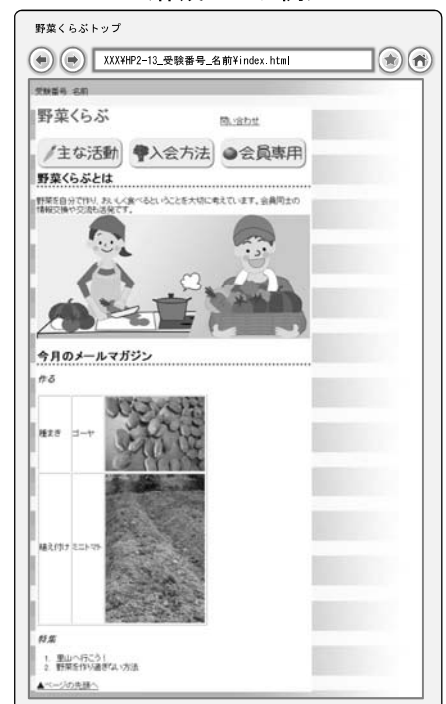 野菜くらぶトップ
XXX¥HP2-13_受験番号_名前¥index.html
受験番号 名前
野菜くらぶ
問い合わせ
主な活動
入会方法
会員専用
野菜くらぶとは
野菜を自分で作り、おいしく食べるということを大切に考えています。会員同士の
情報交換や交流も活発です。
今月のメールマガジン
作る
種まき ゴーヤ
植え付け ミニトマト
特集
1. 里山へ行こう!
2. 野菜を作り過ぎない方法
▲ページの先頭へ